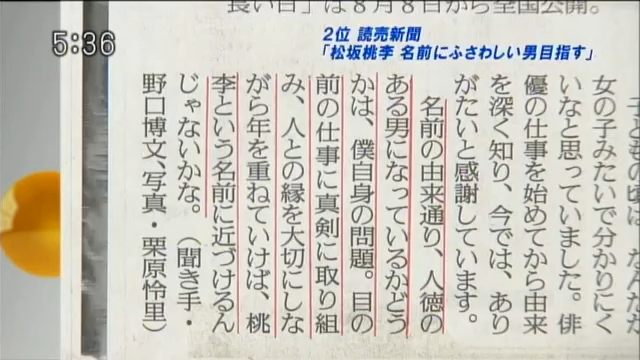 長い日」は8月8日から全国公開。
5:36
2位 読売新聞
「松坂桃李 名前にふさわしい男目指す」
女の子みたいで分かりにく
いなと思っていました。俳
優の仕事を始めてから由来
を深く知り、今では、あり
がたいと感謝しています。
名前の由来通り、人徳の
ある男になっているかどう
かは、僕自身の問題。目の
前の仕事に真剣に取り組
み、人との縁を大切にしな
がら年を重ねていけば、桃
李という名前に近づけるん
じゃないかな。（聞き手・
野口博文、写真・栗原怜里）